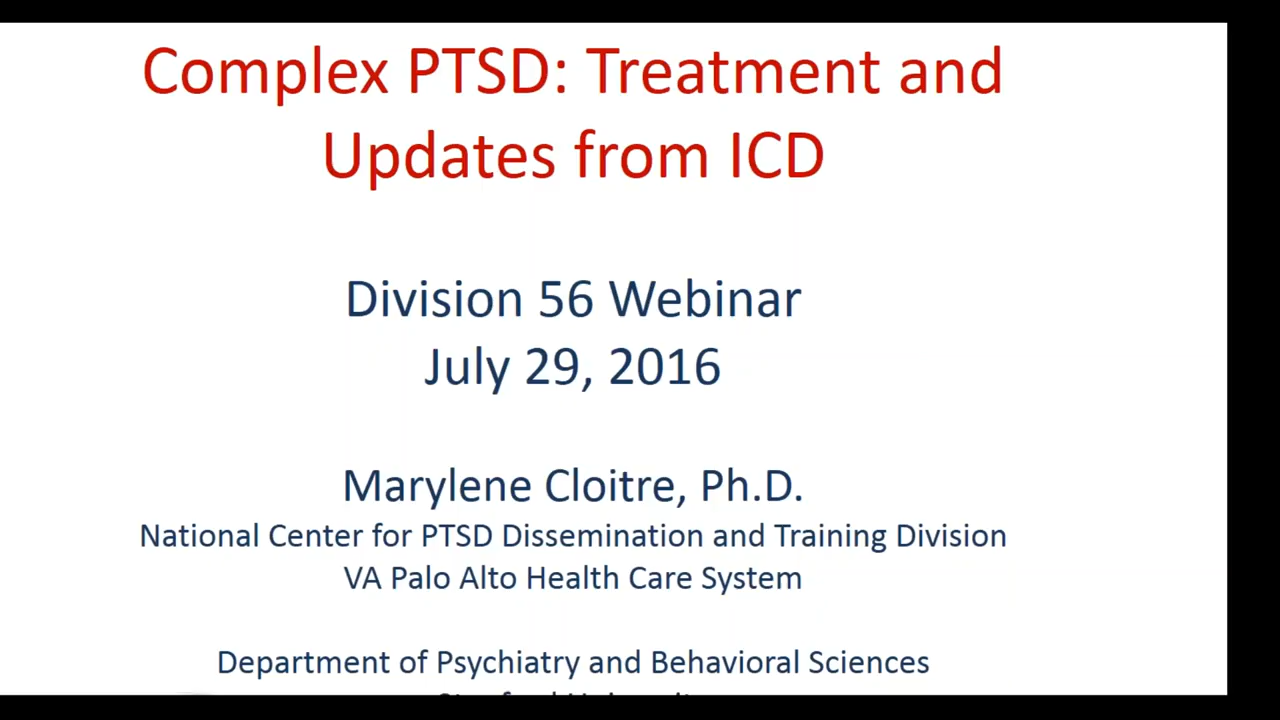 Complex PTSD: Treatment and
Updates from ICD
Division 56 Webinar
July 29, 2016
Marylene Cloitre, Ph.D.
National Center for PTSD Dissemination and Training Division
VA Palo Alto Health Care System
Department of Psychiatry and Behavioral Sciences